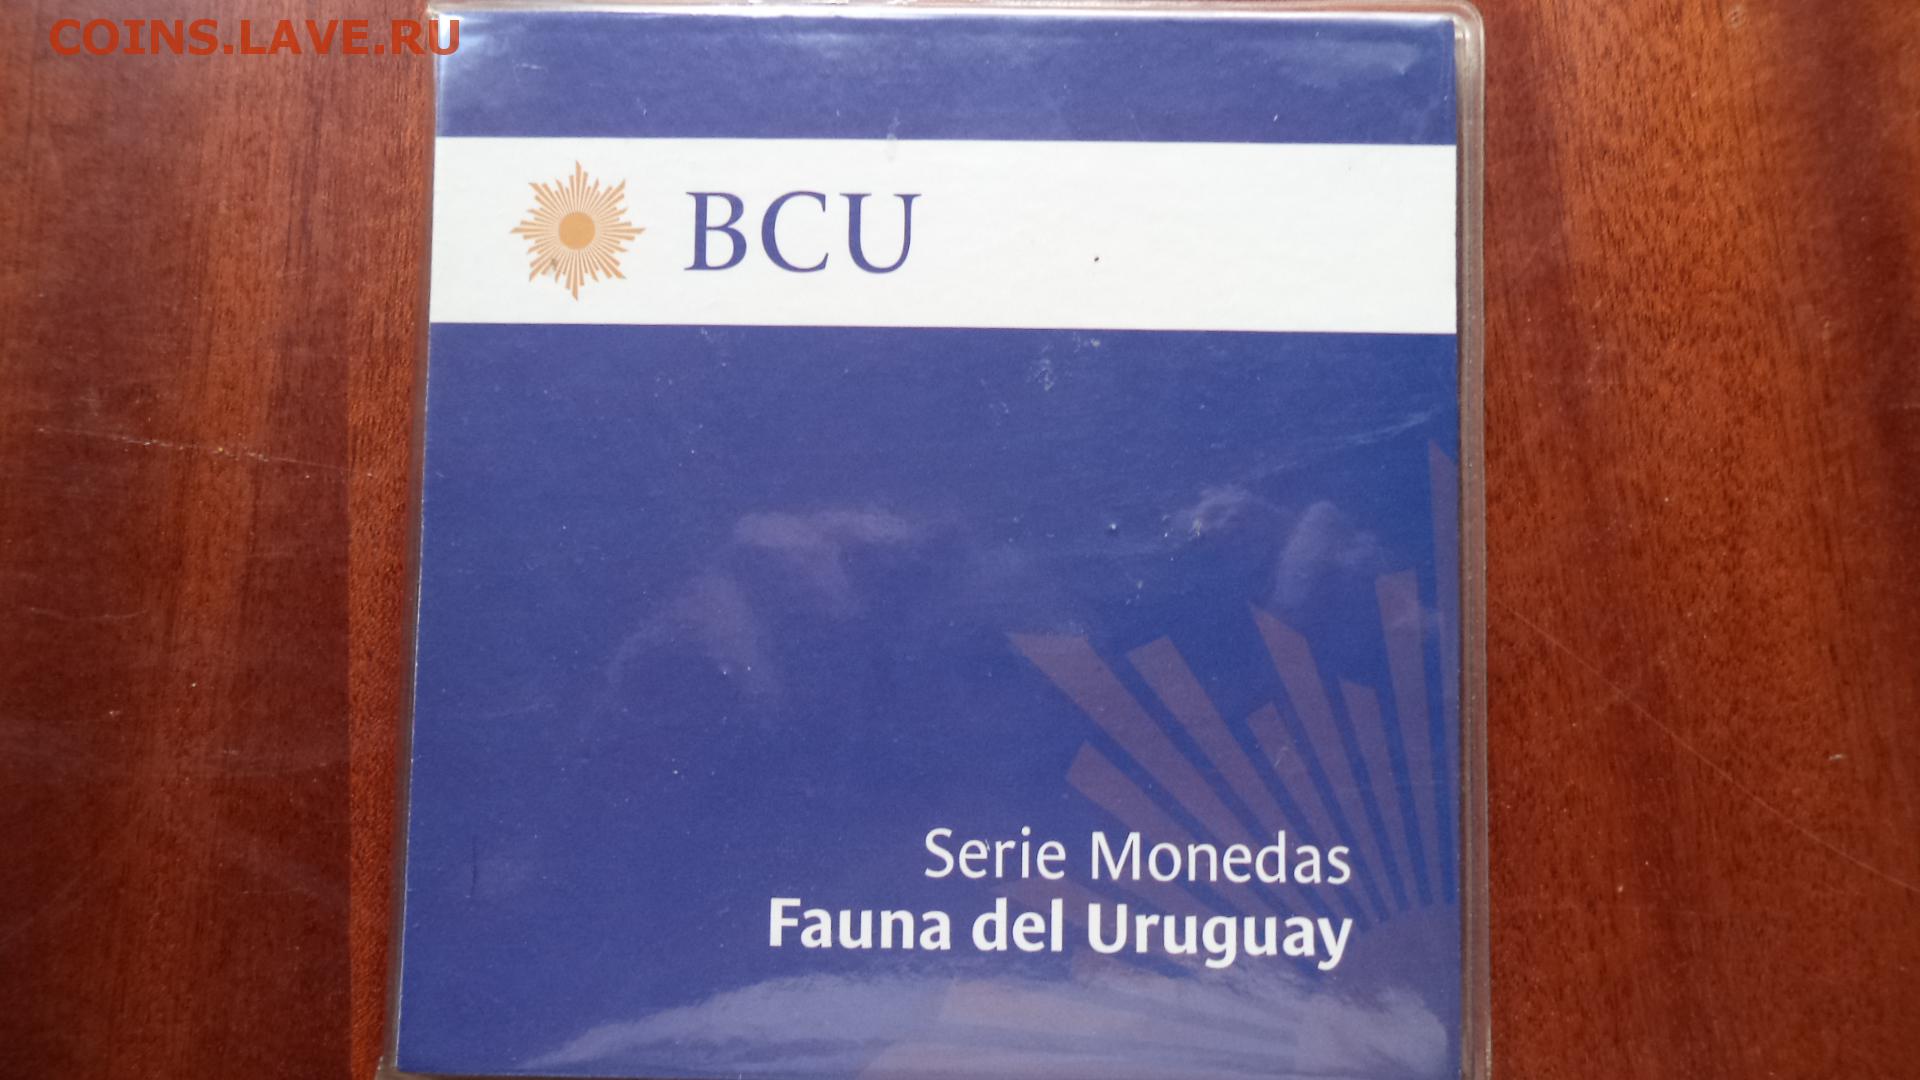 COINS.LAVE.RU
BCU
Serie Monedas
Fauna del Uruguay